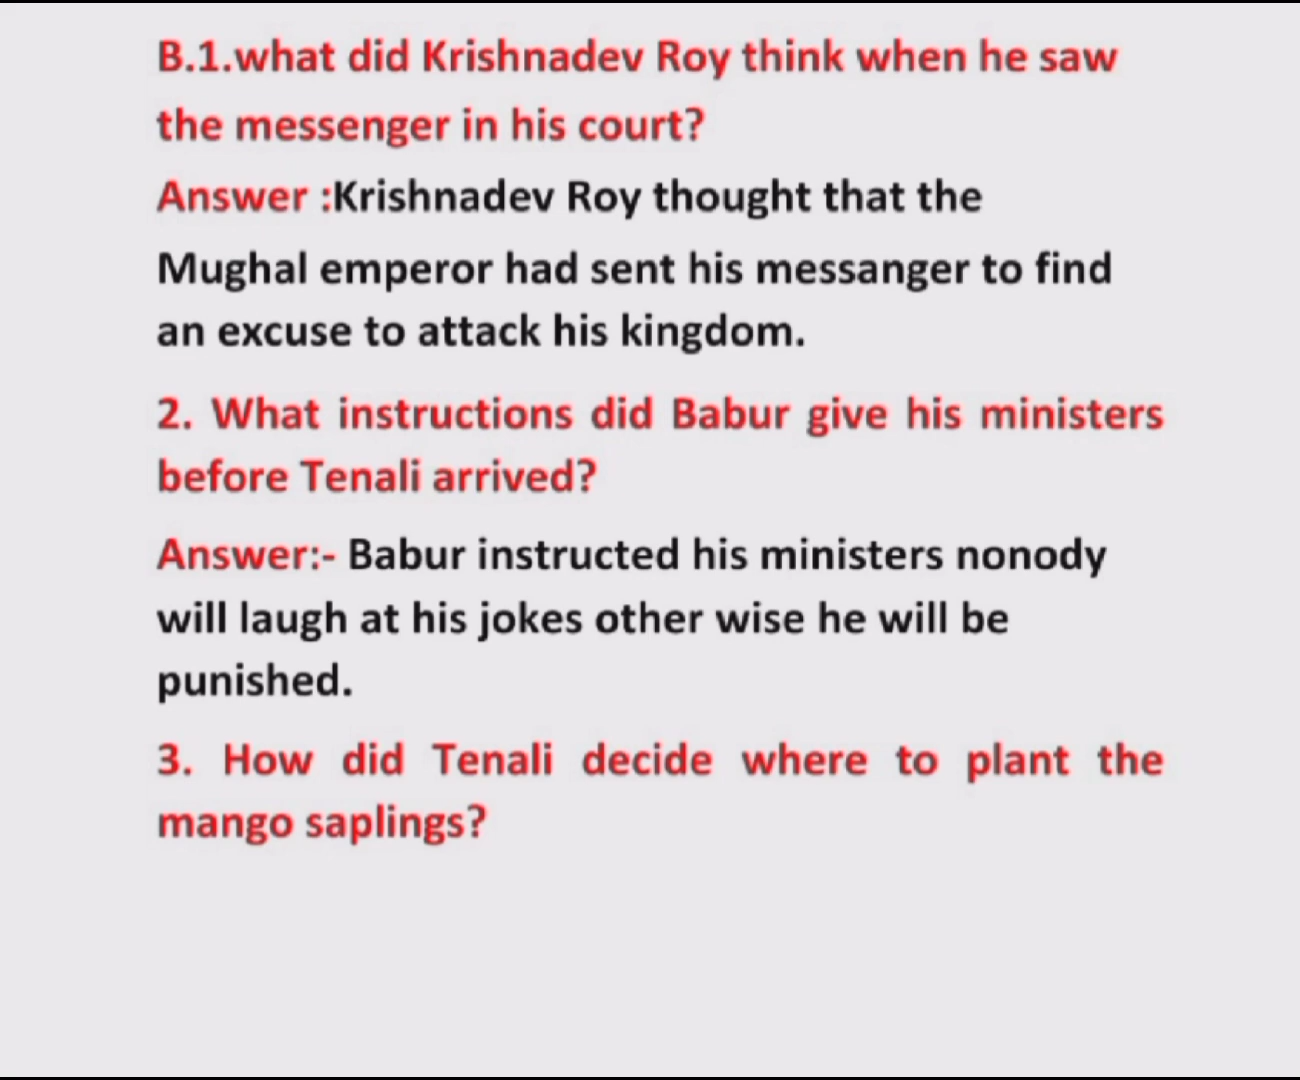 B.1.what did Krishnadev Roy think when he saw
the messenger in his court?
Answer :Krishnadev Roy thought that the
Mughal emperor had sent his messanger to find
an excuse to attack his kingdom.
2. What instructions did Babur give his ministers
before Tenali arrived?
Answer:- Babur instructed his ministers nonody
will laugh at his jokes other wise he will be
punished.
3. How did Tenali decide where to plant the
mango saplings?